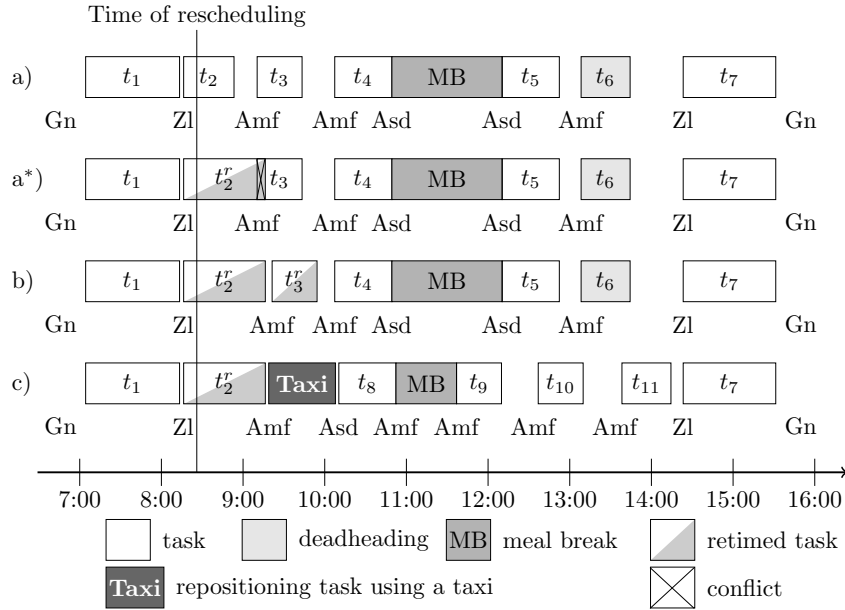 Time of rescheduling
a) t₁ t₂ t₃ t₄ MB t₅ t₆ t₇
Gn Zl Amf Amf Asd Asd Amf Zl Gn
a*) t₁ t₂ʳ t₃ t₄ MB t₅ t₆ t₇
Gn Zl Amf Amf Asd Asd Amf Zl Gn
b) t₁ t₂ʳ t₃ʳ t₄ MB t₅ t₆ t₇
Gn Zl Amf Amf Asd Asd Amf Zl Gn
c) t₁ t₂ʳ Taxi t₈ MB t₉ t₁₀ t₁₁ t₇
Gn Zl Amf Asd Amf Amf Amf Amf Zl Gn
7:00 8:00 9:00 10:00 11:00 12:00 13:00 14:00 15:00 16:00
task deadheading MB meal break retimed task
Taxi repositioning task using a taxi conflict